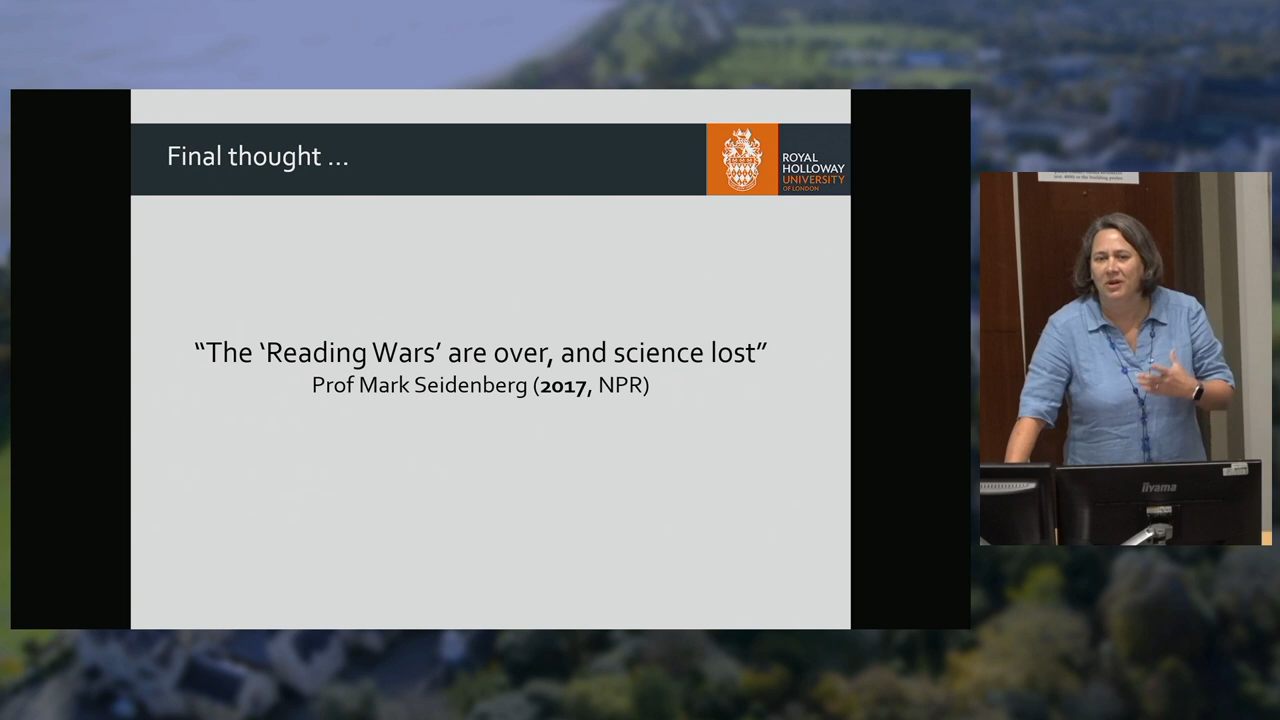 Final thought ...
ROYAL
HOLLOWAY
UNIVERSITY
OF LONDON
“The ‘Reading Wars’ are over, and science lost”
Prof Mark Seidenberg (2017, NPR)
iiyama